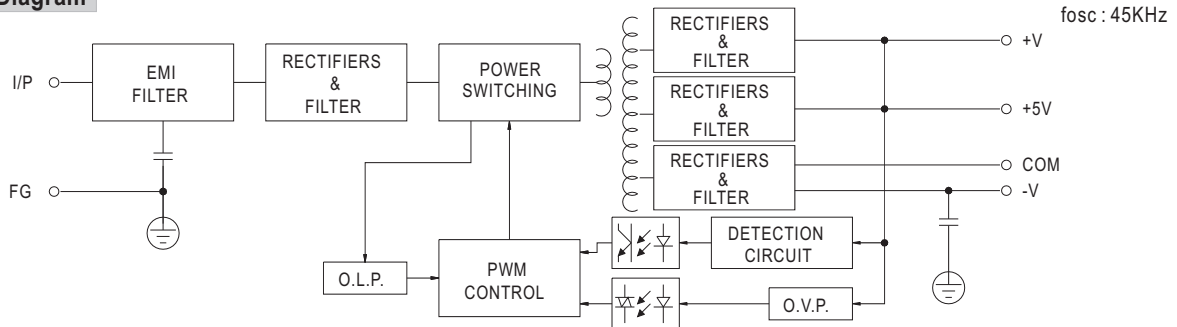 Diagram
fosc : 45KHz
I/P
EMI
FILTER
RECTIFIERS
&
FILTER
POWER
SWITCHING
RECTIFIERS
&
FILTER
+V
RECTIFIERS
&
FILTER
+5V
RECTIFIERS
&
FILTER
COM
-V
FG
DETECTION
CIRCUIT
O.L.P.
PWM
CONTROL
O.V.P.